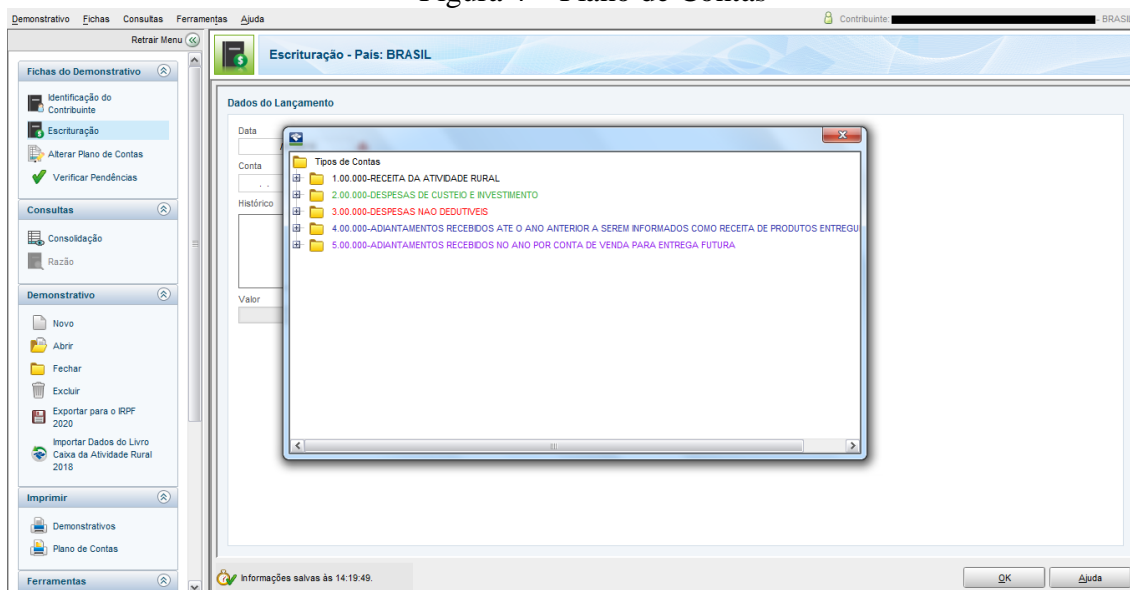 Figura 4 – Plano de Contas
Demonstrativo Fichas Consultas Ferramentas Ajuda
Contribuinte:
- BRASIL
Retrair Menu
Fichas do Demonstrativo
Identificação do
Contribuinte
Escrituração
Alterar Plano de Contas
Verificar Pendências
Consultas
Consolidação
Razão
Demonstrativo
Novo
Abrir
Fechar
Excluir
Exportar para o IRPF
2020
Importar Dados do Livro
Caixa da Atividade Rural
2018
Imprimir
Demonstrativos
Plano de Contas
Ferramentas
Escrituração - País: BRASIL
Dados do Lançamento
Data
Conta
Histórico
Valor
Tipos de Contas
1.00.000-RECEITA DA ATIVIDADE RURAL
2.00.000-DESPESAS DE CUSTEIO E INVESTIMENTO
3.00.000-DESPESAS NAO DEDUTIVEIS
4.00.000-ADIANTAMENTOS RECEBIDOS ATE O ANO ANTERIOR A SEREM INFORMADOS COMO RECEITA DE PRODUTOS ENTREGU
5.00.000-ADIANTAMENTOS RECEBIDOS NO ANO POR CONTA DE VENDA PARA ENTREGA FUTURA
Informações salvas às 14:19:49.
OK
Ajuda